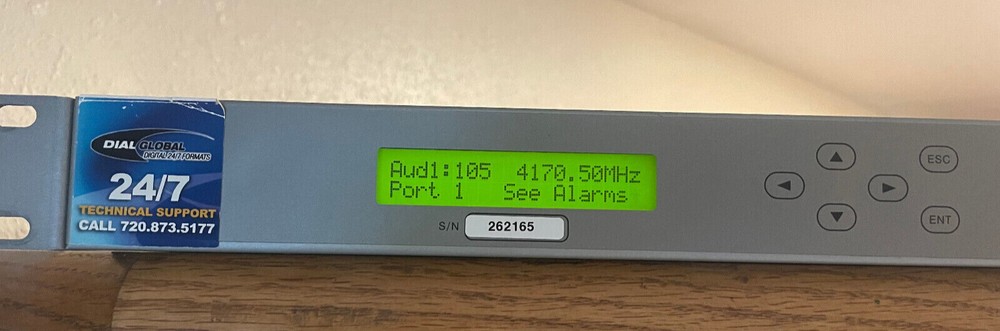 DIAL GLOBAL
DIGITAL 24/7 FORMATS
24/7
TECHNICAL SUPPORT
CALL 720.873.5177
Aud1:105 4170.50MHz
Port 1 See Alarms
S/N 262165
ESC
ENT